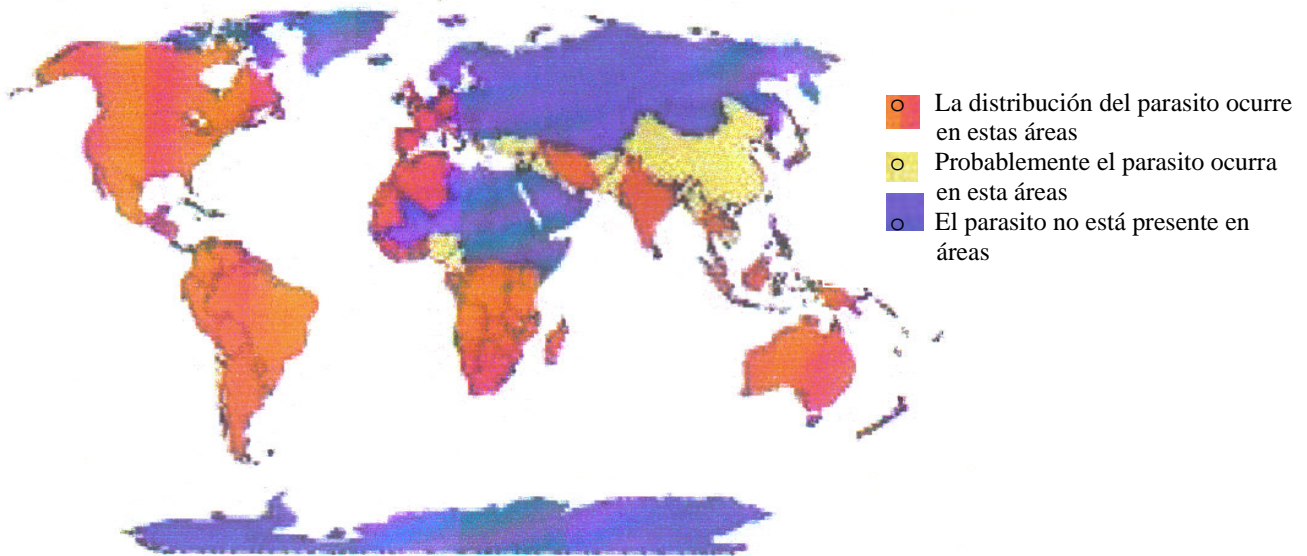 La distribución del parasito ocurre
en estas áreas
Probablemente el parasito ocurra
en esta áreas
El parasito no está presente en
áreas